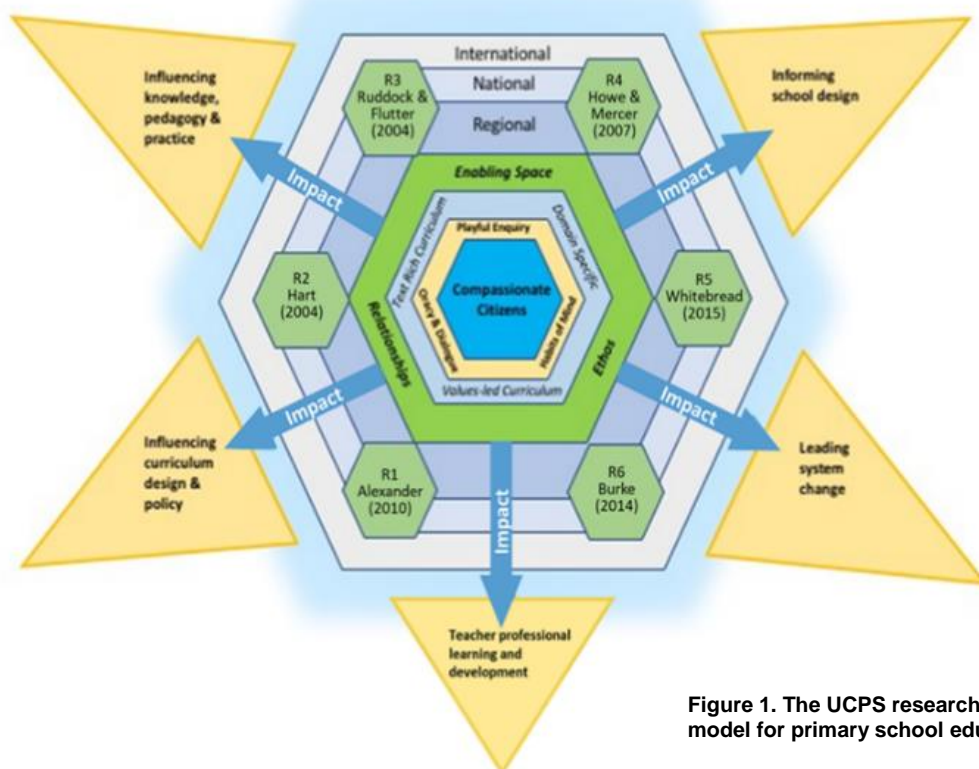 Influencing
knowledge,
pedagogy &
practice
International
National
Regional
R3
Ruddock &
Flutter
(2004)
R4
Howe &
Mercer
(2007)
Informing
school design
Impact
Impact
Enabling Space
Text Rich Curriculum
Playful Enquiry
Domain Specific
R2
Hart
(2004)
Compassionate
Citizens
R5
Whitebread
(2015)
Relationships
Oracy & Dialogue
Habits of Mind
Ethos
Values-led Curriculum
Impact
Impact
Influencing
curriculum
design &
policy
R1
Alexander
(2010)
Impact
R6
Burke
(2014)
Leading
system
change
Teacher professional
learning and
development
Figure 1. The UCPS research
model for primary school edu